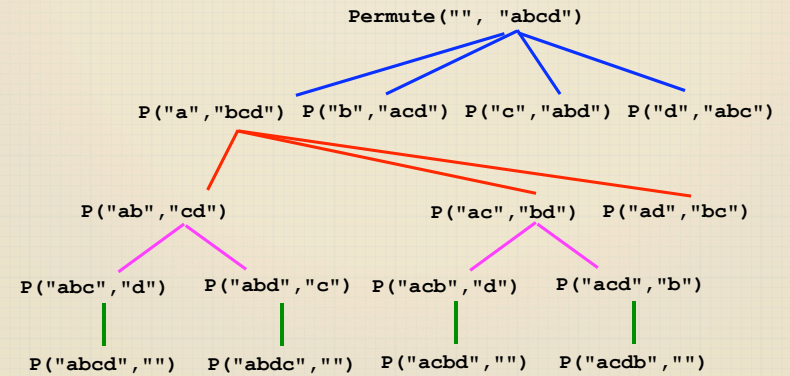 Permute("", "abcd")
P("a","bcd") P("b","acd") P("c","abd") P("d","abc")
P("ab","cd") P("ac","bd") P("ad","bc")
P("abc","d") P("abd","c") P("acb","d") P("acd","b")
P("abcd","") P("abdc","") P("acbd","") P("acdb","")